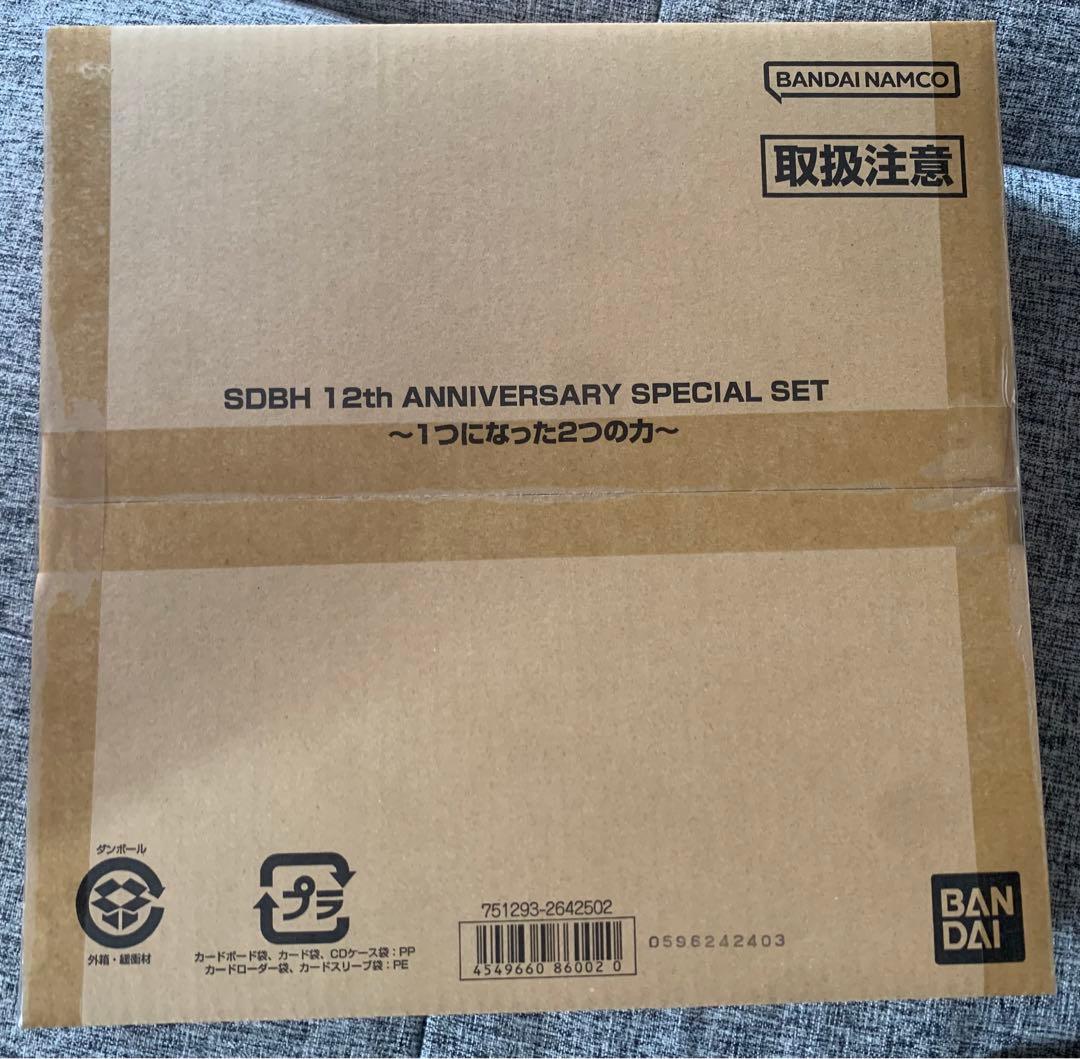 BANDAI NAMCO
取扱注意
SDBH 12th ANNIVERSARY SPECIAL SET
〜1つになった2つの力〜
ダンボール
外箱・緩衝材
プラ
カードボード袋、カード袋、CDケース袋：PP
カードローダー袋、カードスリーブ袋：PE
751293-2642502
4549660 86002 0
0596242403
BAN
DAI